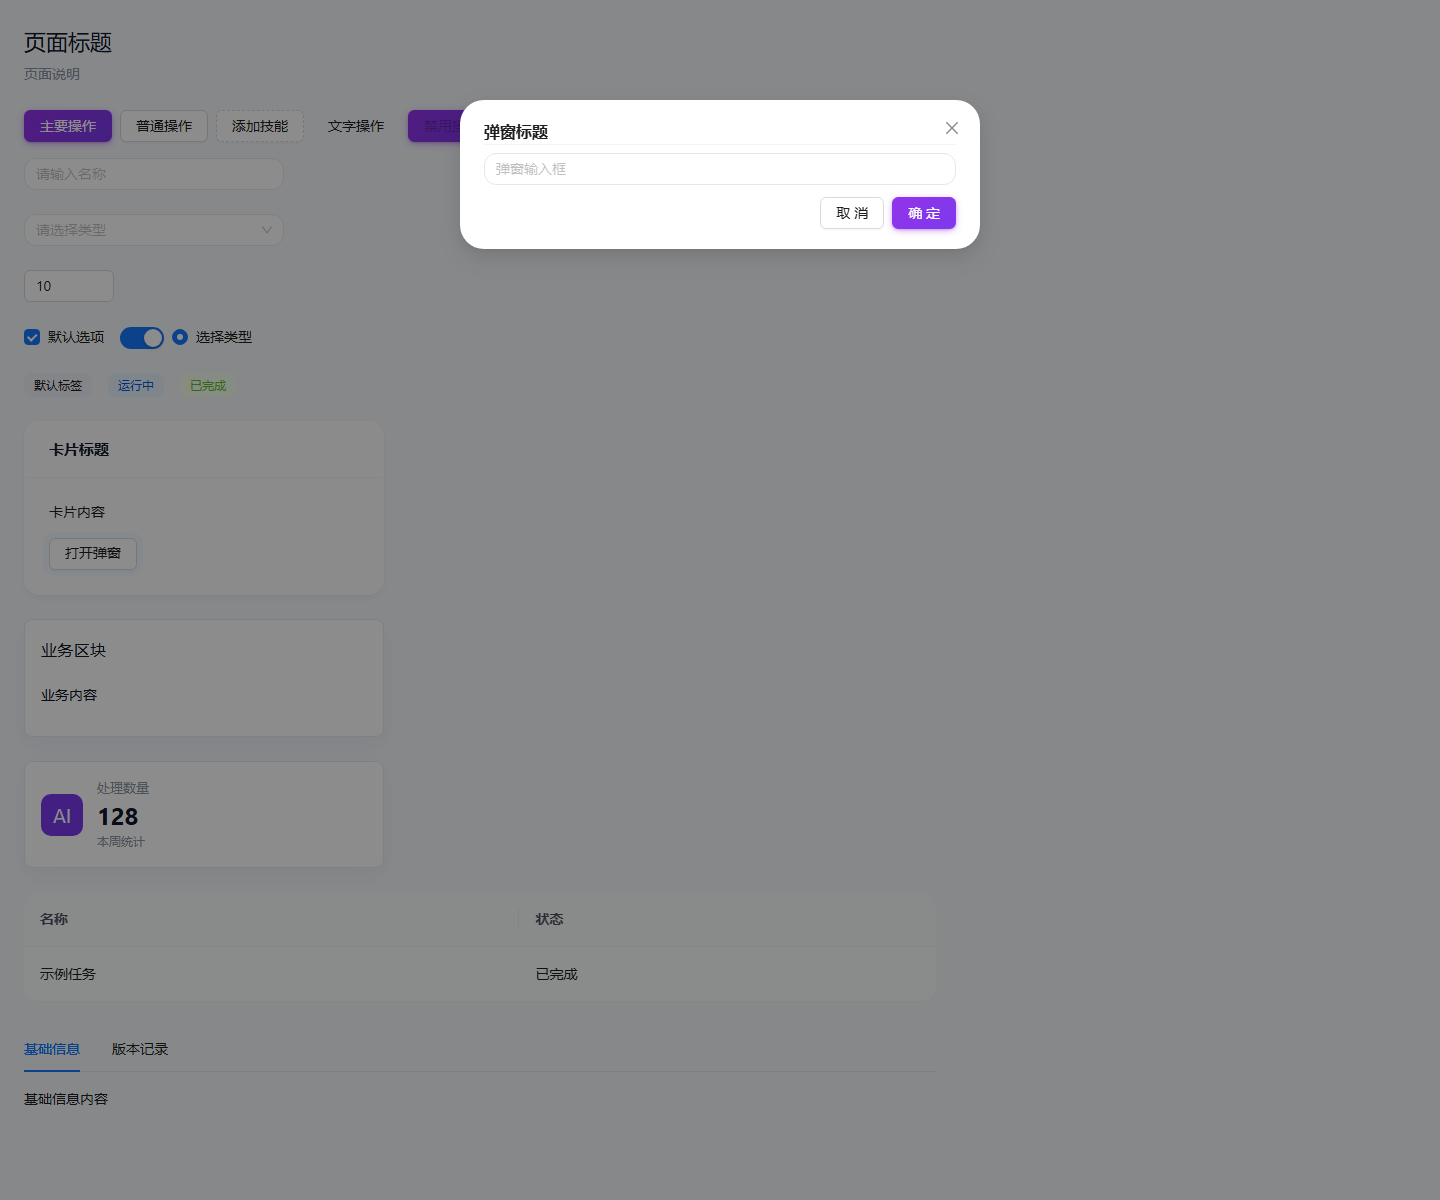 页面标题
页面说明
主要操作 普通操作 添加技能 文字操作 禁用
弹窗标题
弹窗输入框
取 消 确 定
请输入名称
请选择类型
10
默认选项 选择类型
默认标签 运行中 已完成
卡片标题
卡片内容
打开弹窗
业务区块
业务内容
AI
处理数量
128
本周统计
名称 状态
示例任务 已完成
基础信息 版本记录
基础信息内容